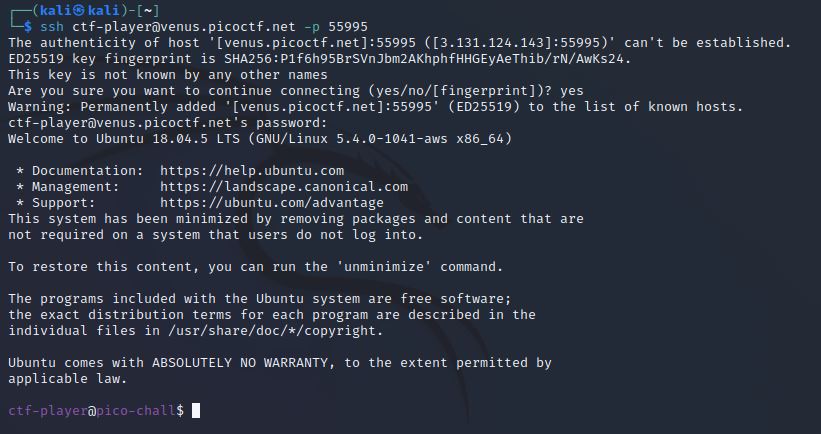 ┌──(kali㉿kali)-[~]
└─$ ssh ctf-player@venus.picoctf.net -p 55995
The authenticity of host '[venus.picoctf.net]:55995 ([3.131.124.143]:55995)' can't be established.
ED25519 key fingerprint is SHA256:P1f6h95BrSVnJbm2AKhphfHHGEyAeThib/rN/AwKs24.
This key is not known by any other names
Are you sure you want to continue connecting (yes/no/[fingerprint])? yes
Warning: Permanently added '[venus.picoctf.net]:55995' (ED25519) to the list of known hosts.
ctf-player@venus.picoctf.net's password:
Welcome to Ubuntu 18.04.5 LTS (GNU/Linux 5.4.0-1041-aws x86_64)
 * Documentation:  https://help.ubuntu.com
 * Management:     https://landscape.canonical.com
 * Support:        https://ubuntu.com/advantage
This system has been minimized by removing packages and content that are
not required on a system that users do not log into.
To restore this content, you can run the 'unminimize' command.
The programs included with the Ubuntu system are free software;
the exact distribution terms for each program are described in the
individual files in /usr/share/doc/*/copyright.
Ubuntu comes with ABSOLUTELY NO WARRANTY, to the extent permitted by
applicable law.
ctf-player@pico-chall$